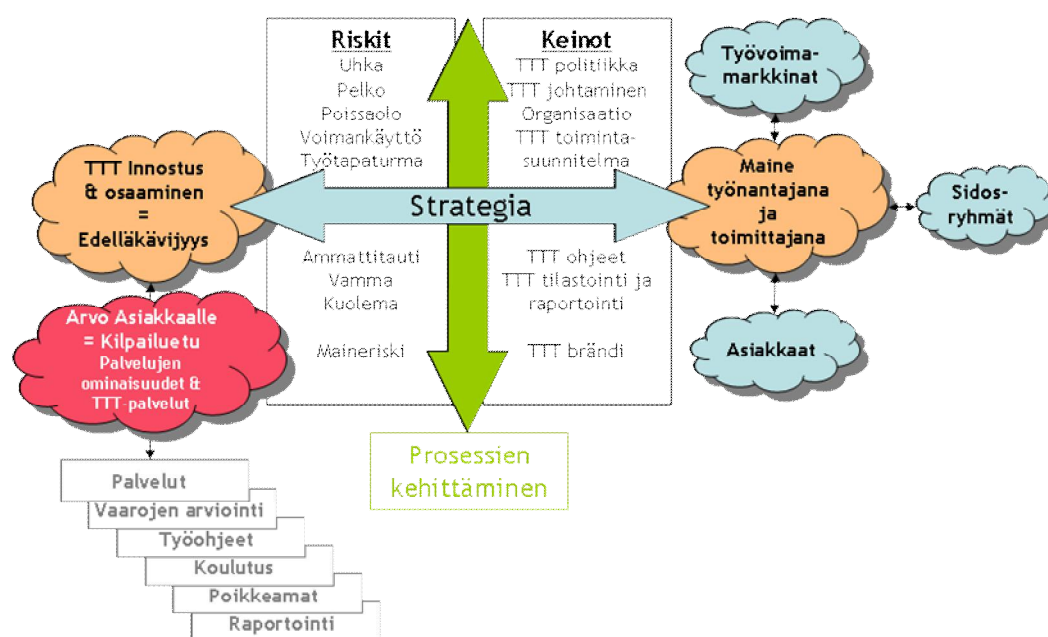 Riskit
Uhka
Pelko
Poissaolo
Voimankäyttö
Työtapaturma
Ammattitauti
Vamma
Kuolema
Maineriski
Keinot
TTT politiikka
TTT johtaminen
Organisaatio
TTT toiminta-
suunnitelma
TTT ohjeet
TTT tilastointi ja
raportointi
TTT brändi
Strategia
TTT Innostus
& osaaminen
=
Edelläkävijyys
Arvo Asiakkaalle
= Kilpailuetu
Palvelujen
ominaisuudet &
TTT-palvelut
Työvoima-
markkinat
Maine
työnantajana
ja
toimittajana
Sidos-
ryhmät
Asiakkaat
Prosessien
kehittäminen
Palvelut
Vaarojen arviointi
Työohjeet
Koulutus
Poikkeamat
Raportointi